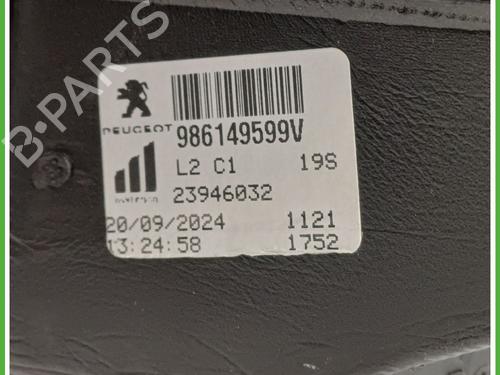 B-PARTS
PEUGEOT
986149599V
L2 C1 19S
23946032
20/09/2024 1121
13:24:58 1752